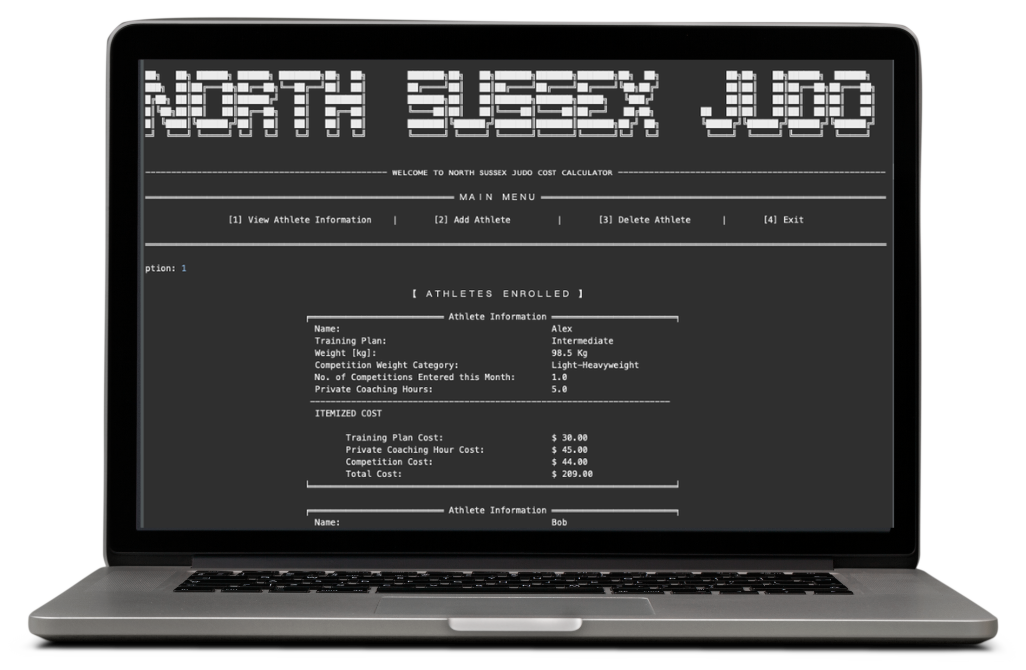 NORTH SUSSEX JUDO
WELCOME TO NORTH SUSSEX JUDO COST CALCULATOR
MAIN MENU
[1] View Athlete Information | [2] Add Athlete | [3] Delete Athlete | [4] Exit
ption: 1
【 ATHLETES ENROLLED 】
Athlete Information
Name: Alex
Training Plan: Intermediate
Weight [kg]: 98.5 Kg
Competition Weight Category: Light-Heavyweight
No. of Competitions Entered this Month: 1.0
Private Coaching Hours: 5.0
ITEMIZED COST
Training Plan Cost: $ 30.00
Private Coaching Hour Cost: $ 45.00
Competition Cost: $ 44.00
Total Cost: $ 209.00
Athlete Information
Name: Bob